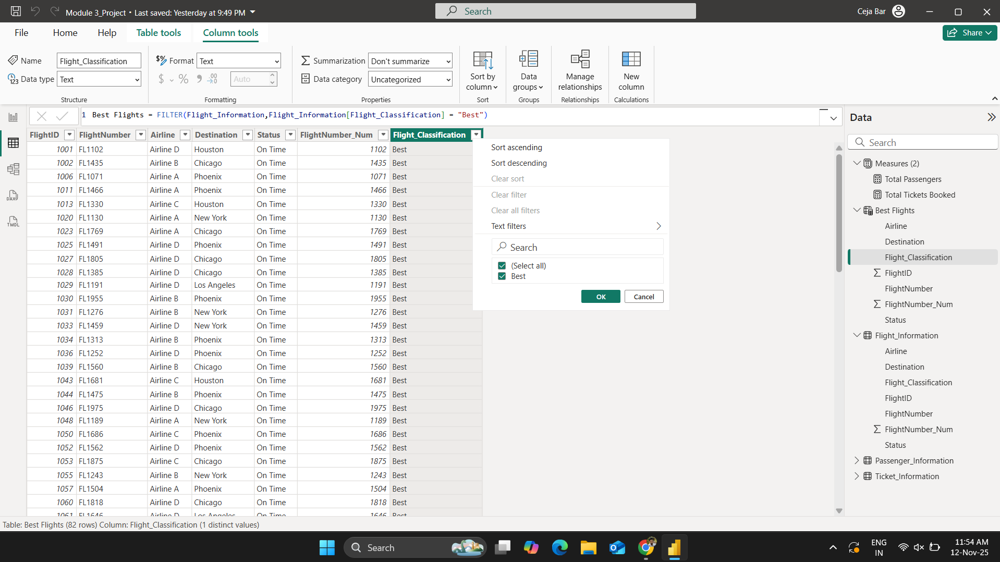 Module 3_Project • Last saved: Yesterday at 9:49 PM
Search
Ceja Bar
File
Home
Help
Table tools
Column tools
Share
Name
Flight_Classification
Data type
Text
Structure
Format
Text
$
%
Auto
Formatting
Summarization
Don't summarize
Data category
Uncategorized
Properties
Sort by
column
Sort
Data
groups
Groups
Manage
relationships
Relationships
New
column
Calculations
1 Best Flights = FILTER(Flight_Information,Flight_Information[Flight_Classification] = "Best")
FlightID FlightNumber Airline Destination Status FlightNumber_Num Flight_Classification
1001 FL1102 Airline D Houston On Time 1102 Best
1002 FL1435 Airline B Chicago On Time 1435 Best
1006 FL1071 Airline A Phoenix On Time 1071 Best
1011 FL1466 Airline A Phoenix On Time 1466 Best
1013 FL1330 Airline C Houston On Time 1330 Best
1020 FL1130 Airline A New York On Time 1130 Best
1023 FL1769 Airline A Chicago On Time 1769 Best
1025 FL1491 Airline D Phoenix On Time 1491 Best
1027 FL1805 Airline D Chicago On Time 1805 Best
1028 FL1385 Airline D Chicago On Time 1385 Best
1029 FL1191 Airline D Los Angeles On Time 1191 Best
1030 FL1955 Airline B Phoenix On Time 1955 Best
1031 FL1276 Airline B New York On Time 1276 Best
1033 FL1459 Airline D New York On Time 1459 Best
1034 FL1313 Airline B Phoenix On Time 1313 Best
1036 FL1252 Airline D Phoenix On Time 1252 Best
1039 FL1560 Airline B Chicago On Time 1560 Best
1043 FL1681 Airline C Houston On Time 1681 Best
1044 FL1475 Airline B Phoenix On Time 1475 Best
1046 FL1975 Airline D Chicago On Time 1975 Best
1048 FL1189 Airline A New York On Time 1189 Best
1050 FL1686 Airline C Phoenix On Time 1686 Best
1052 FL1562 Airline D Phoenix On Time 1562 Best
1053 FL1875 Airline C Chicago On Time 1875 Best
1055 FL1243 Airline B New York On Time 1243 Best
1057 FL1504 Airline A Phoenix On Time 1504 Best
1060 FL1818 Airline D Chicago On Time 1818 Best
1061 FL1646 Airline D Los Angeles On Time 1646 Best
Sort ascending
Sort descending
Clear sort
Clear filter
Clear all filters
Text filters
Search
(Select all)
Best
OK
Cancel
Data
Search
Measures (2)
Total Passengers
Total Tickets Booked
Best Flights
Airline
Destination
Flight_Classification
FlightID
FlightNumber
FlightNumber_Num
Status
Flight_Information
Airline
Destination
Flight_Classification
FlightID
FlightNumber
FlightNumber_Num
Status
Passenger_Information
Ticket_Information
Table: Best Flights (82 rows) Column: Flight_Classification (1 distinct values)
Search
ENG
IN
11:54 AM
12-Nov-25